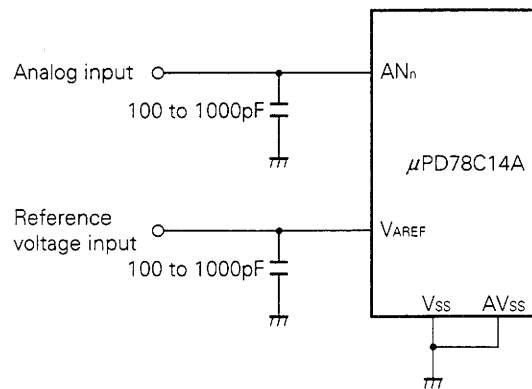 Analog input
ANn
100 to 1000pF
μPD78C14A
Reference
voltage input
VAREF
100 to 1000pF
Vss AVss